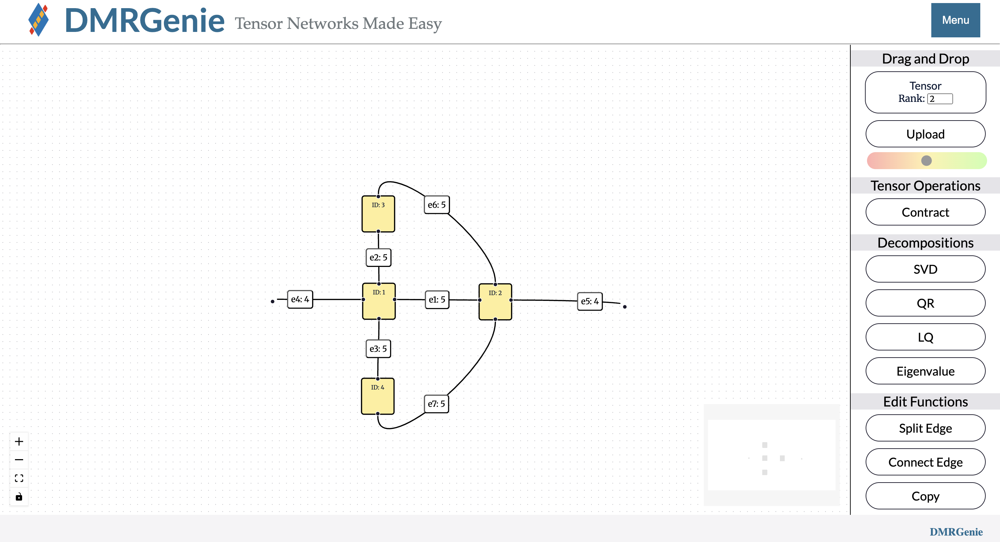 DMRGenie Tensor Networks Made Easy
Menu
Drag and Drop
Tensor
Rank: 2
Upload
Tensor Operations
Contract
Decompositions
SVD
QR
LQ
Eigenvalue
Edit Functions
Split Edge
Connect Edge
Copy
ID: 3
e6: 5
e2: 5
e4: 4
ID: 1
e1: 5
ID: 2
e5: 4
e3: 5
ID: 4
e7: 5
DMRGenie